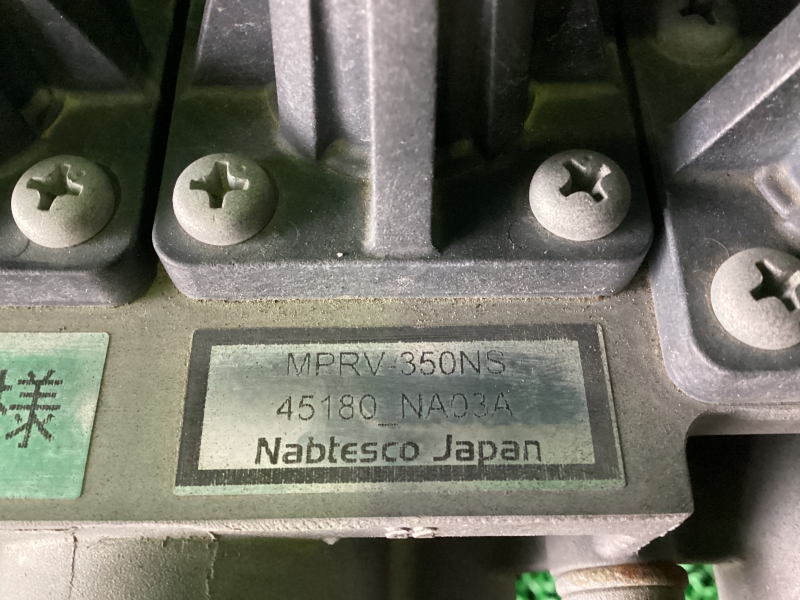 様
MPRV-350NS
45180_NA03A
Nabtesco Japan